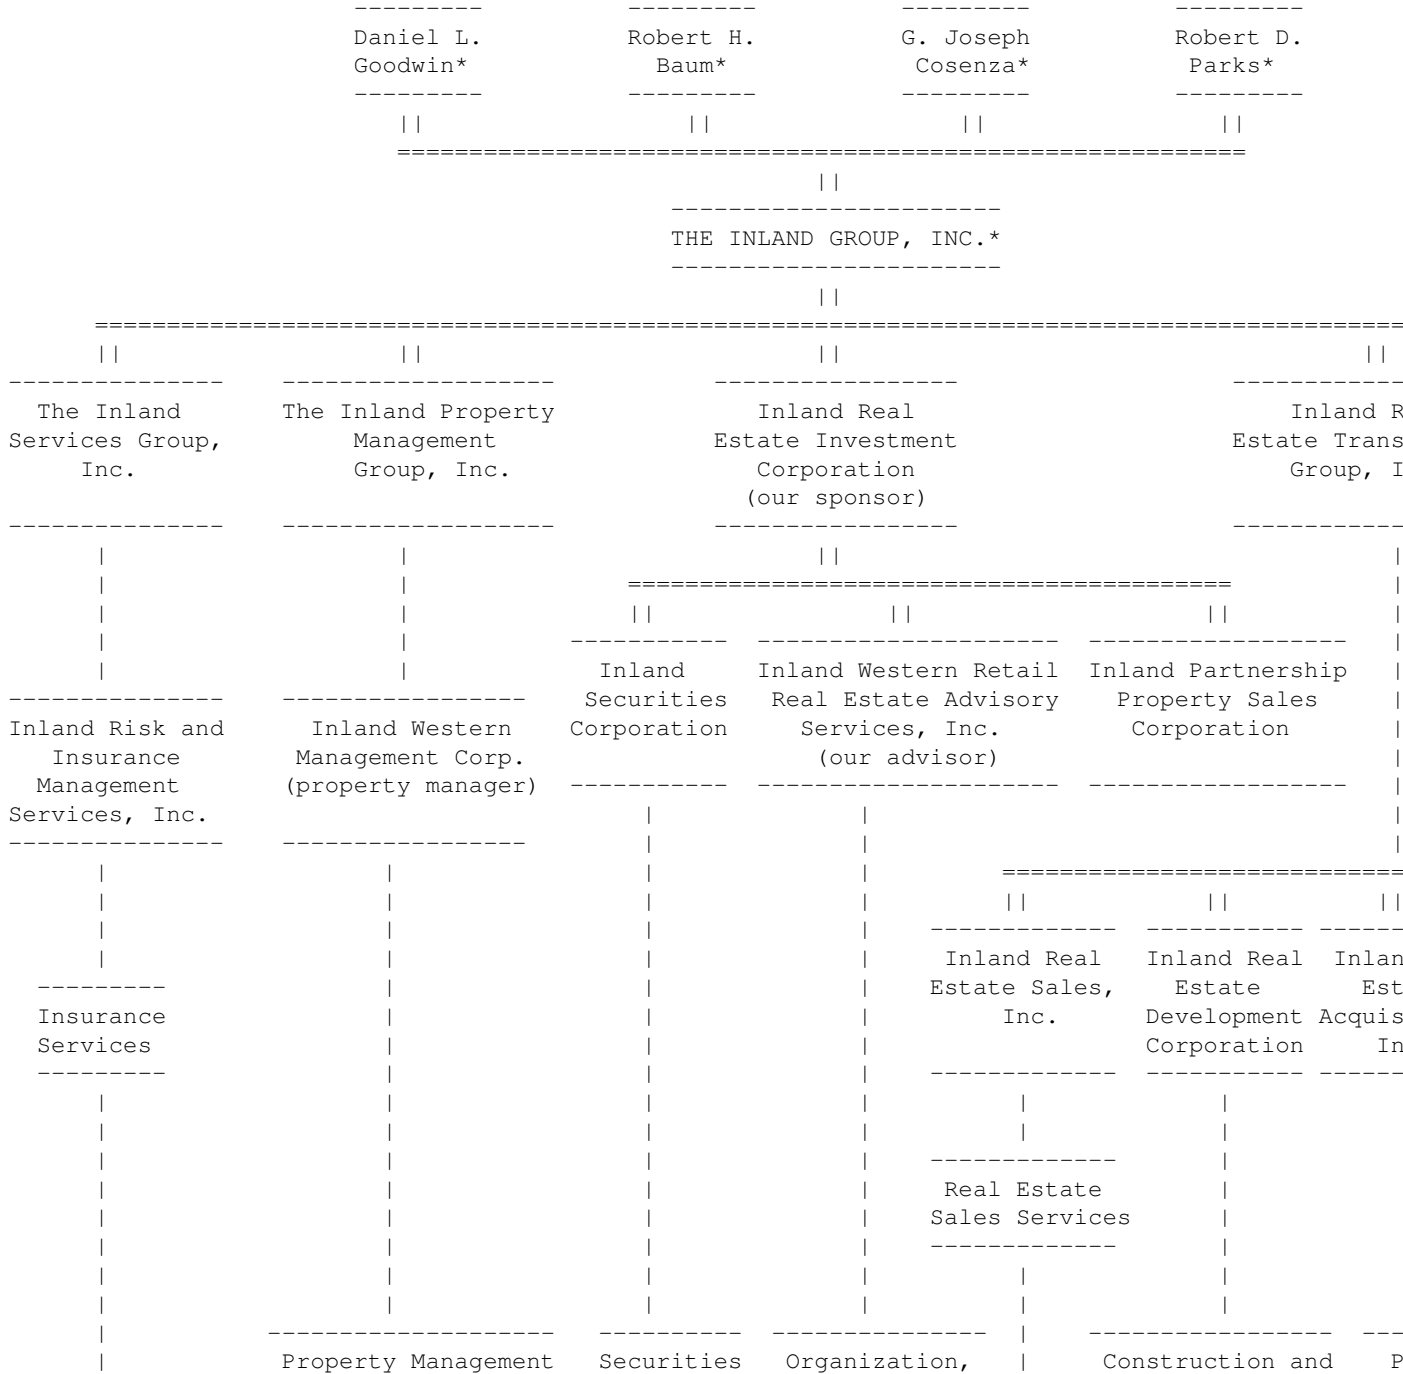 Daniel L. Robert H. G. Joseph Robert D.
Goodwin* Baum* Cosenza* Parks*
THE INLAND GROUP, INC.*
The Inland The Inland Property Inland Real Inland
Services Group, Management Estate Investment Estate
Inc. Group, Inc. Corporation Group,
(our sponsor)
Inland Inland Western Retail Inland Partnership
Securities Real Estate Advisory Property Sales
Inland Risk and Inland Western Corporation Services, Inc. Corporation
Insurance Management Corp. (our advisor)
Management (property manager)
Services, Inc.
Inland Real Inland Real
Estate Sales, Estate
Insurance Inc. Development
Services Corporation
Real Estate
Sales Services
Property Management Securities Organization, Construction and